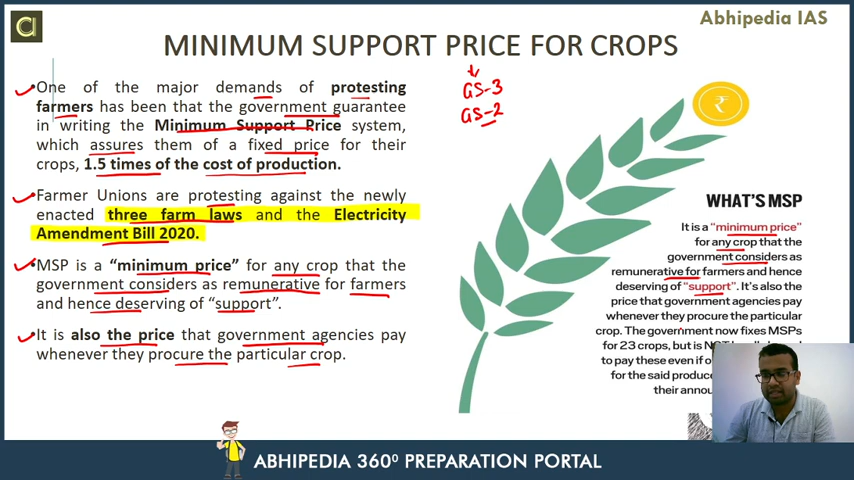 Abhipedia IAS
MINIMUM SUPPORT PRICE FOR CROPS
GS-3
GS-2
•One of the major demands of protesting
farmers has been that the government guarantee
in writing the Minimum Support Price system,
which assures them of a fixed price for their
crops, 1.5 times of the cost of production.
•Farmer Unions are protesting against the newly
enacted three farm laws and the Electricity
Amendment Bill 2020.
•MSP is a “minimum price” for any crop that the
government considers as remunerative for farmers
and hence deserving of “support”.
•It is also the price that government agencies pay
whenever they procure the particular crop.
₹
WHAT'S MSP
It is a “minimum price”
for any crop that the
government considers as
remunerative for farmers and hence
deserving of “support”. It's also the
price that government agencies pay
whenever they procure the particular
crop. The government now fixes MSPs
for 23 crops, but is
to pay these even if
for the said
their
ABHIPEDIA 360⁰ PREPARATION PORTAL